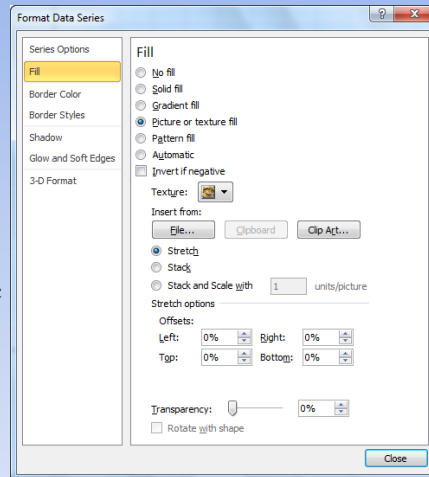 Format Data Series
Series Options
Fill
Border Color
Border Styles
Shadow
Glow and Soft Edges
3-D Format
Fill
No fill
Solid fill
Gradient fill
Picture or texture fill
Pattern fill
Automatic
Invert if negative
Texture:
Insert from:
File... Clipboard Clip Art...
Stretch
Stack
Stack and Scale with 1 units/picture
Stretch options
Offsets:
Left: 0% Right: 0%
Top: 0% Bottom: 0%
Transparency: 0%
Rotate with shape
Close